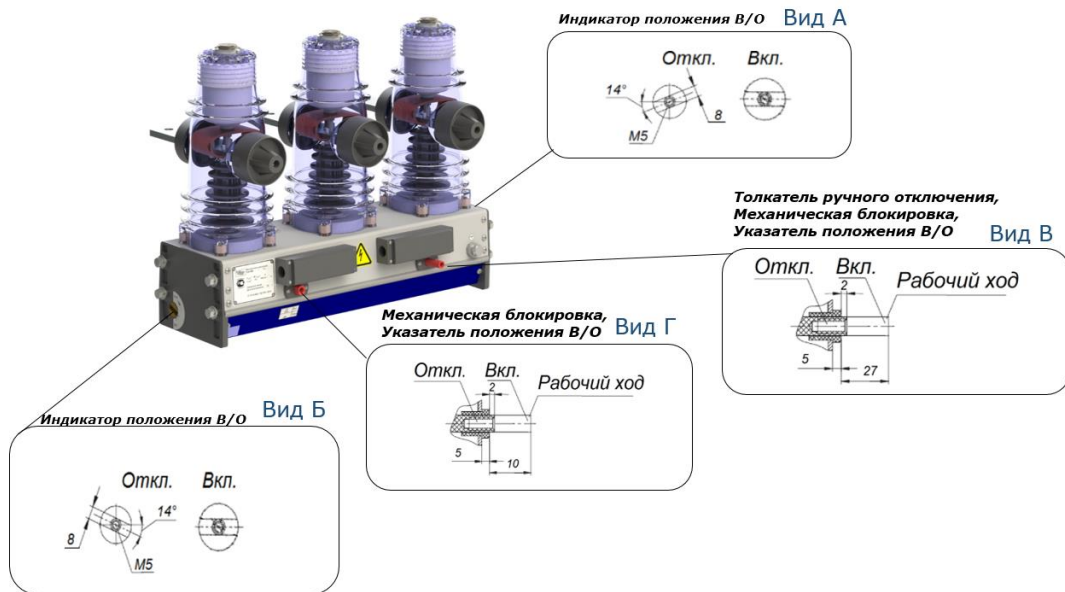 Индикатор положения В/О Вид А
Откл. Вкл.
14°
8
М5
Толкатель ручного отключения,
Механическая блокировка,
Указатель положения В/О Вид В
Откл. Вкл.
2
Рабочий ход
5
27
Механическая блокировка,
Указатель положения В/О Вид Г
Откл. Вкл.
2
Рабочий ход
5
10
Индикатор положения В/О Вид Б
Откл. Вкл.
14°
8
М5